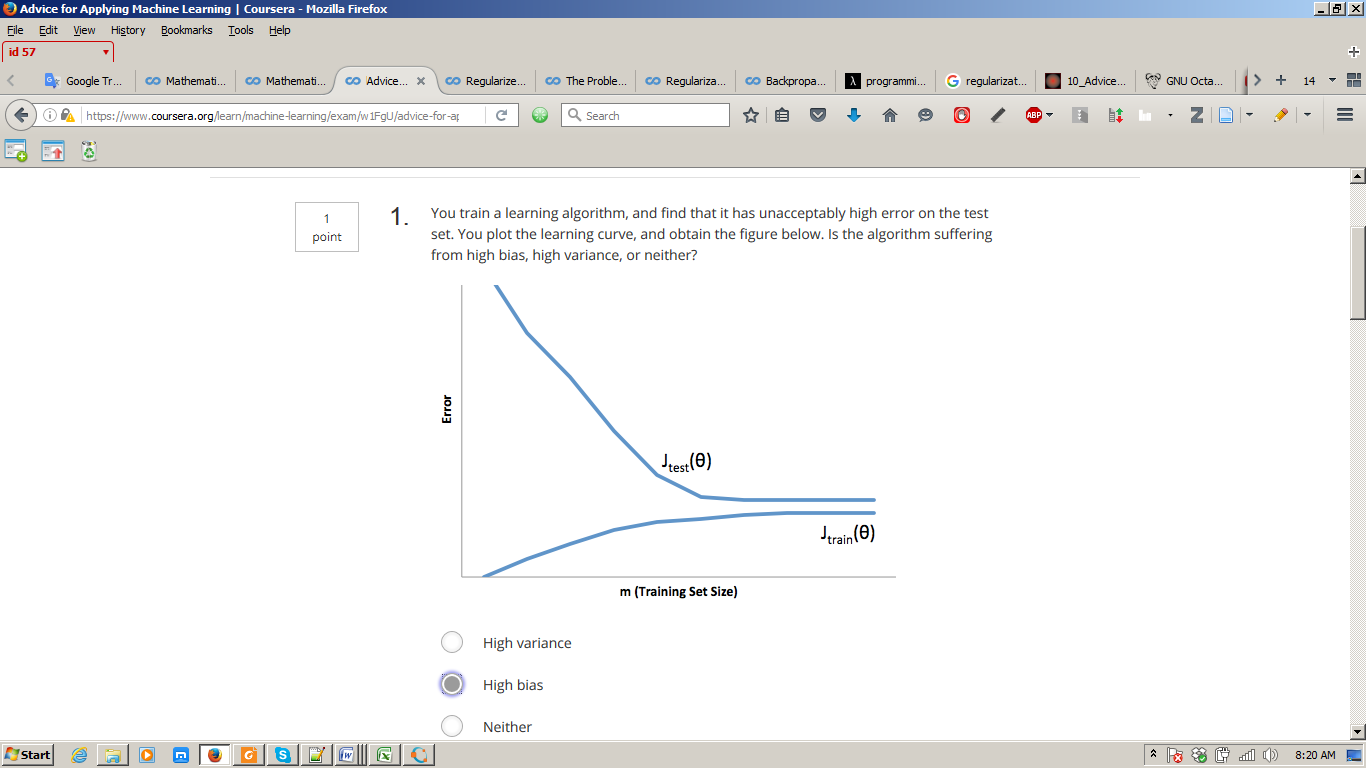 Advice for Applying Machine Learning | Coursera - Mozilla Firefox
File Edit View History Bookmarks Tools Help
id 57
Google Tr... Mathemati... Mathemati... Advice... Regularize... The Proble... Regulariza... Backpropa... programmi... regularizat... 10_Advice... GNU Octa... 14
https://www.coursera.org/learn/machine-learning/exam/w1FgU/advice-for-ap Search ABP
1
point
1.
You train a learning algorithm, and find that it has unacceptably high error on the test
set. You plot the learning curve, and obtain the figure below. Is the algorithm suffering
from high bias, high variance, or neither?
Error
Jtest(θ)
Jtrain(θ)
m (Training Set Size)
High variance
High bias
Neither
Start 8:20 AM